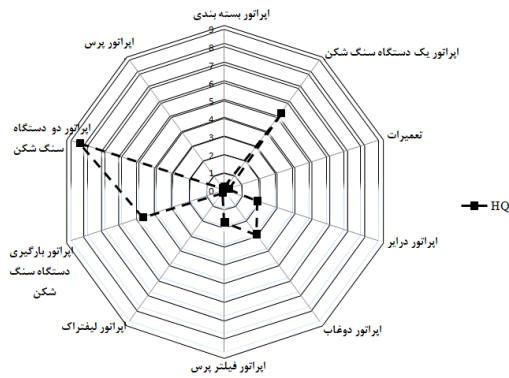 اپراتور بسته بندی
اپراتور یک دستگاه سنگ شکن
تعمیرات
اپراتور درایر
اپراتور دوغاب
اپراتور فیلتر پرس
اپراتور لیفتراک
اپراتور بارگیری
دستگاه سنگ
شکن
اپراتور دو دستگاه
سنگ شکن
اپراتور پرس
9
8
7
6
5
4
3
2
1
0
HQ